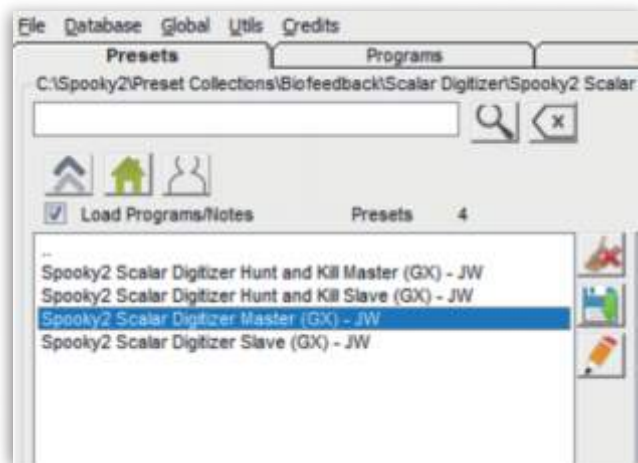 File Database Global Utils Credits
Presets Programs
C:\Spooky2\Preset Collections\Biofeedback\Scalar Digitizer\Spooky2 Scalar
x
Load Programs/Notes Presets 4
..
Spooky2 Scalar Digitizer Hunt and Kill Master (GX) - JW
Spooky2 Scalar Digitizer Hunt and Kill Slave (GX) - JW
Spooky2 Scalar Digitizer Master (GX) - JW
Spooky2 Scalar Digitizer Slave (GX) - JW